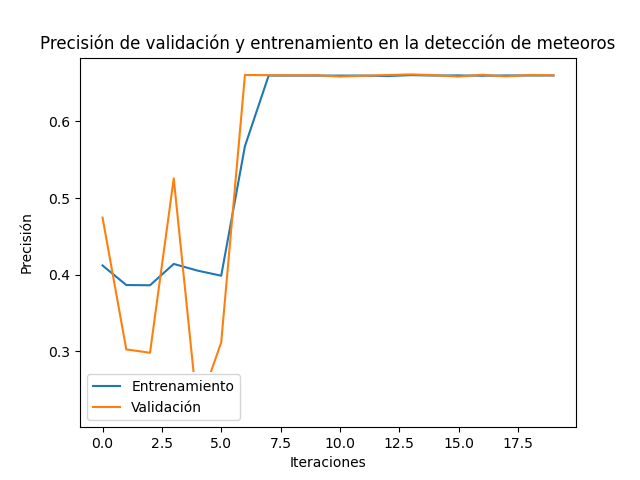 Precisión de validación y entrenamiento en la detección de meteoros
Precisión
0.6
0.5
0.4
0.3
Entrenamiento
Validación
0.0 2.5 5.0 7.5 10.0 12.5 15.0 17.5
Iteraciones